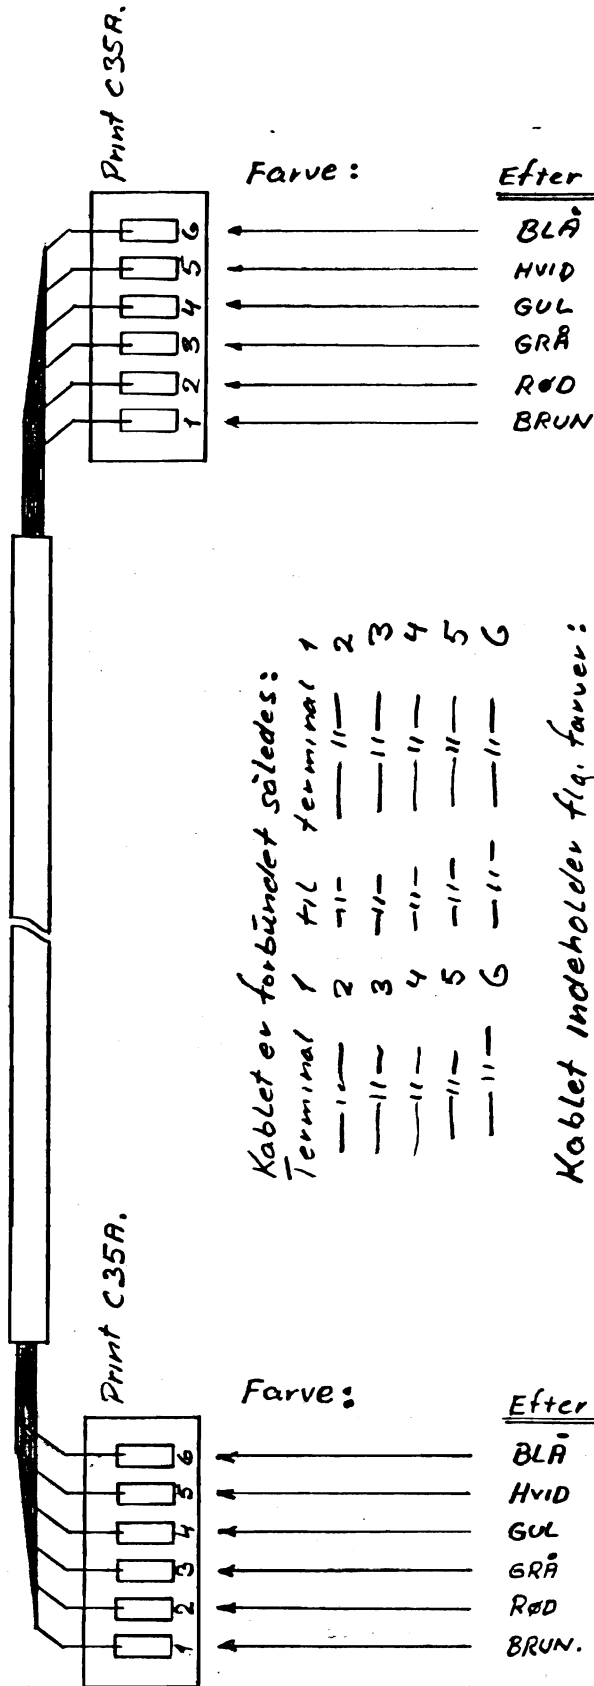 Print C35A.
Farve:
Efter
6 BLÅ
5 HVID
4 GUL
3 GRÅ
2 RØD
1 BRUN
Kablet er forbündet således:
Terminal 1 til terminal 1
—"— 2 —"— —"— 2
—"— 3 —"— —"— 3
—"— 4 —"— —"— 4
—"— 5 —"— —"— 5
—"— 6 —"— —"— 6
Kablet indeholder flg. farver:
Print C35A.
Farve:
Efter
6 BLÅ
5 HVID
4 GUL
3 GRÅ
2 RØD
1 BRUN.